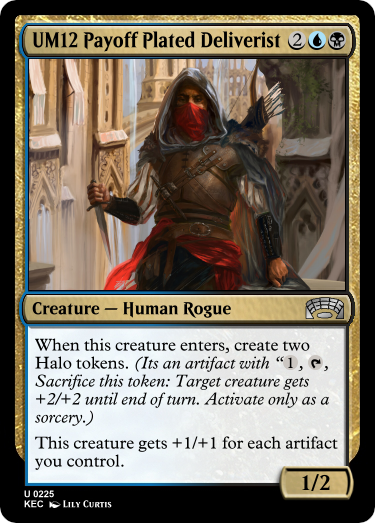 UM12 Payoff Plated Deliverist 2
Creature — Human Rogue
When this creature enters, create two
Halo tokens. (Its an artifact with “1, ,
Sacrifice this token: Target creature gets
+2/+2 until end of turn. Activate only as a
sorcery.)
This creature gets +1/+1 for each artifact
you control.
1/2
U 0225
KEC Lily Curtis